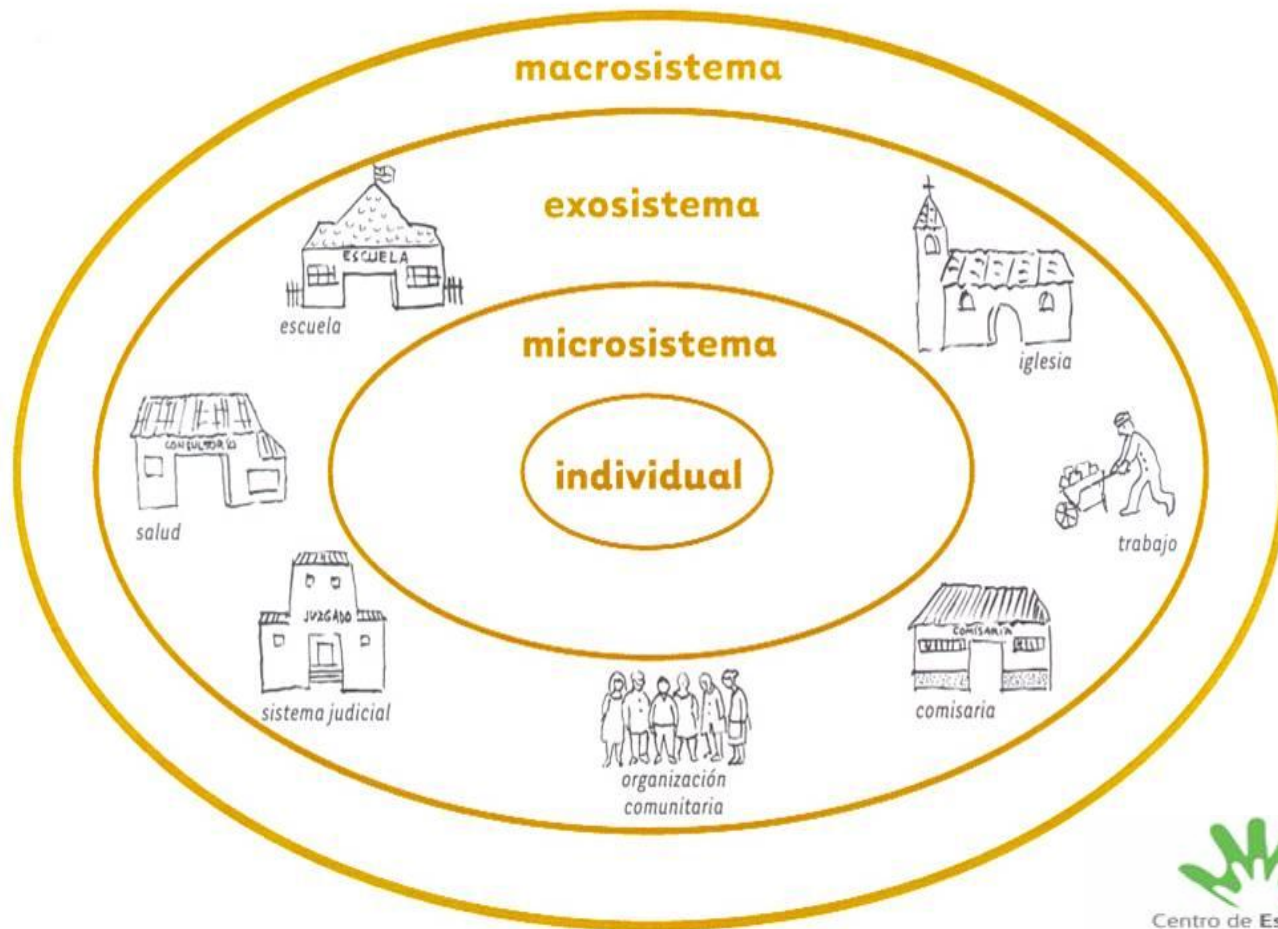 macrosistema
exosistema
ESCUELA
escuela
iglesia
microsistema
CONSULTORIO
salud
individual
trabajo
JUZGADO
sistema judicial
COMISARIA
comisaria
organización
comunitaria
Centro de